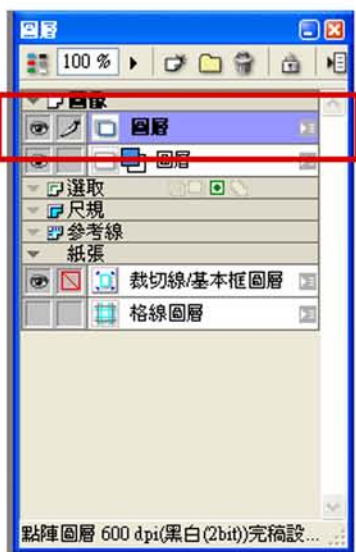 圖層
100 %
圖像
圖層
圖層
選取
尺規
參考線
紙張
裁切線/基本框圖層
格線圖層
點陣圖層 600 dpi(黑白(2bit))完稿設...